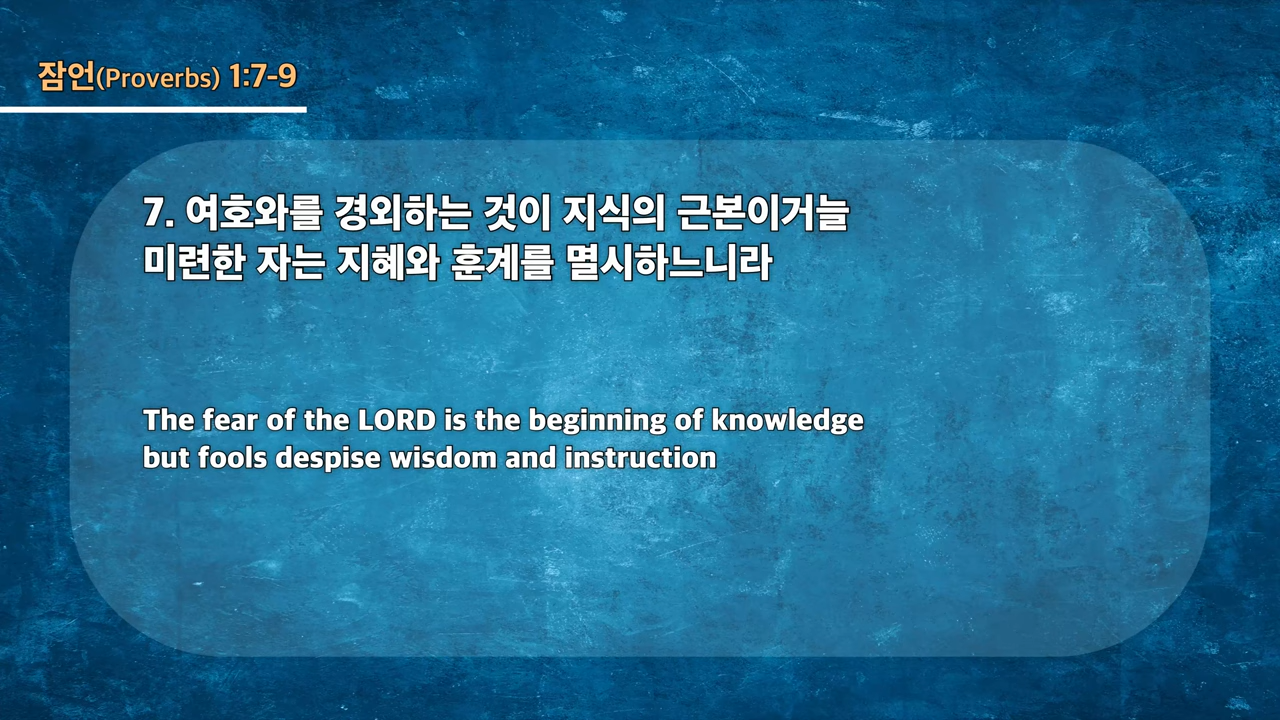 잠언(Proverbs) 1:7-9
7. 여호와를 경외하는 것이 지식의 근본이거늘
미련한 자는 지혜와 훈계를 멸시하느니라
The fear of the LORD is the beginning of knowledge
but fools despise wisdom and instruction